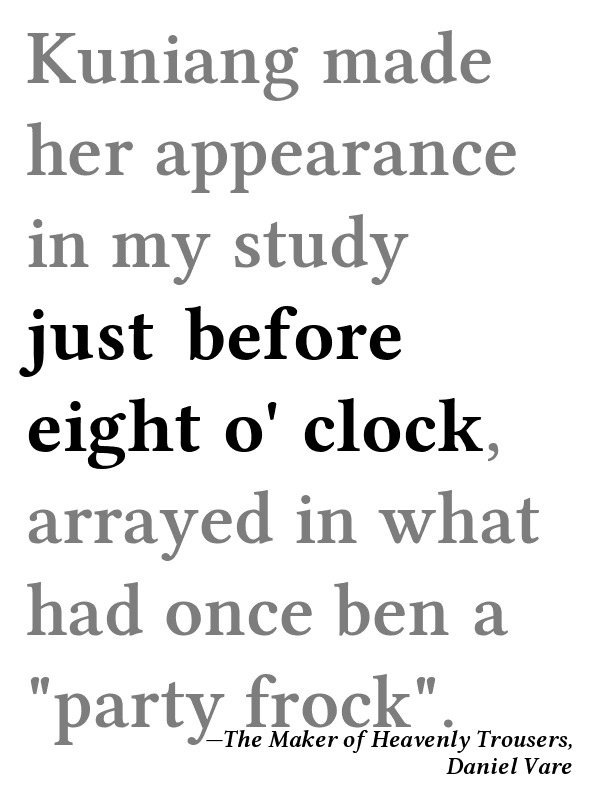 Kuniang made
her appearance
in my study
just before
eight o' clock,
arrayed in what
had once ben a
"party frock".
—The Maker of Heavenly Trousers,
Daniel Vare